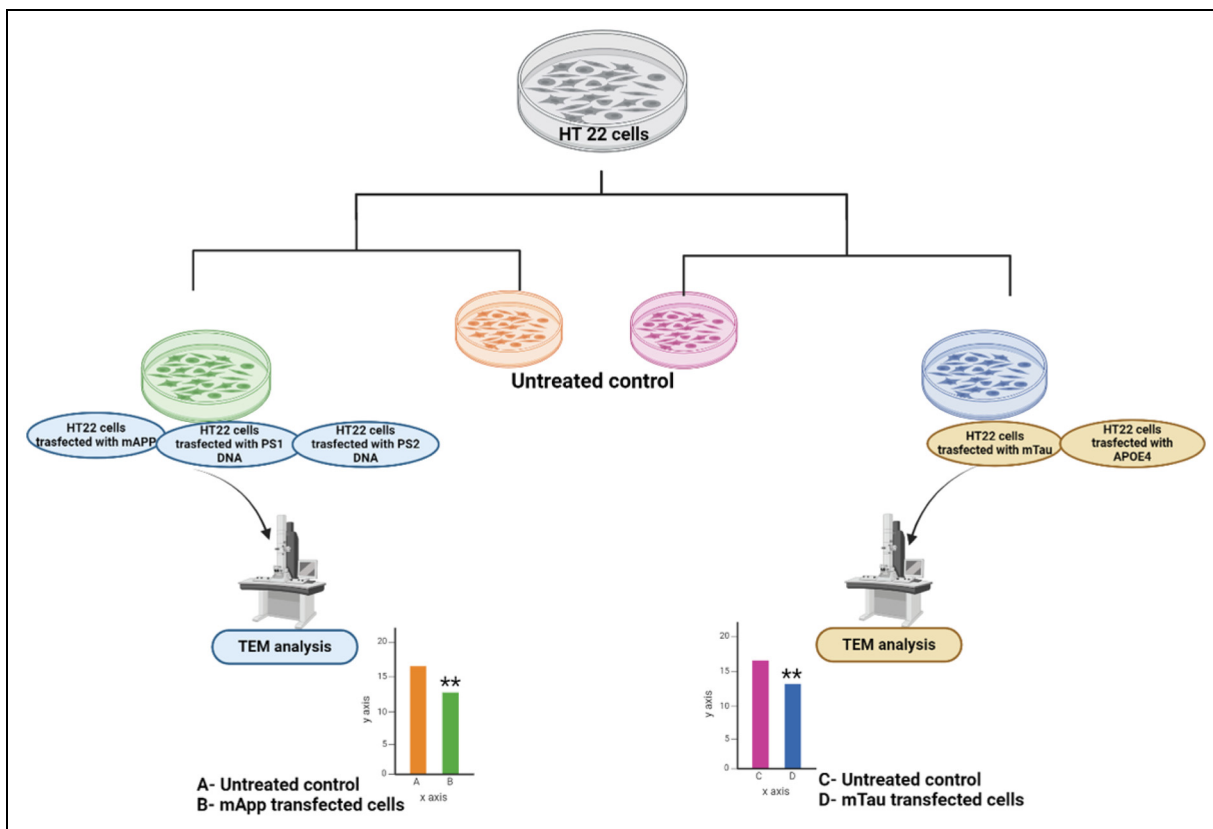 HT 22 cells
Untreated control
HT22 cells
trasfected with mAPP
HT22 cells
trasfected with PS1
DNA
HT22 cells
trasfected with PS2
DNA
HT22 cells
trasfected with mTau
HT22 cells
trasfected with
APOE4
TEM analysis
TEM analysis
20
15
10
5
0
y axis
**
A
B
x axis
A- Untreated control
B- mApp transfected cells
20
15
10
5
0
y axis
**
C
D
x axis
C- Untreated control
D- mTau transfected cells